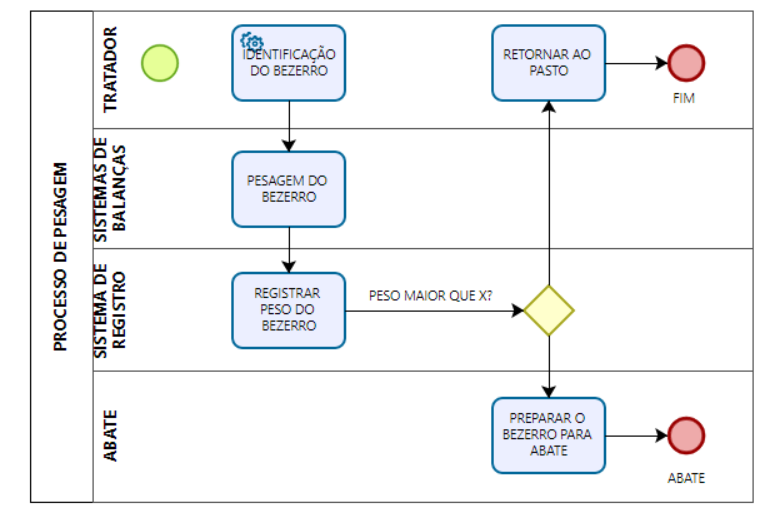 PROCESSO DE PESAGEM
TRATADOR
IDENTIFICAÇÃO
DO BEZERRO
RETORNAR AO
PASTO
FIM
SISTEMAS DE
BALANÇAS
PESAGEM DO
BEZERRO
SISTEMA DE
REGISTRO
REGISTRAR
PESO DO
BEZERRO
PESO MAIOR QUE X?
ABATE
PREPARAR O
BEZERRO PARA
ABATE
ABATE